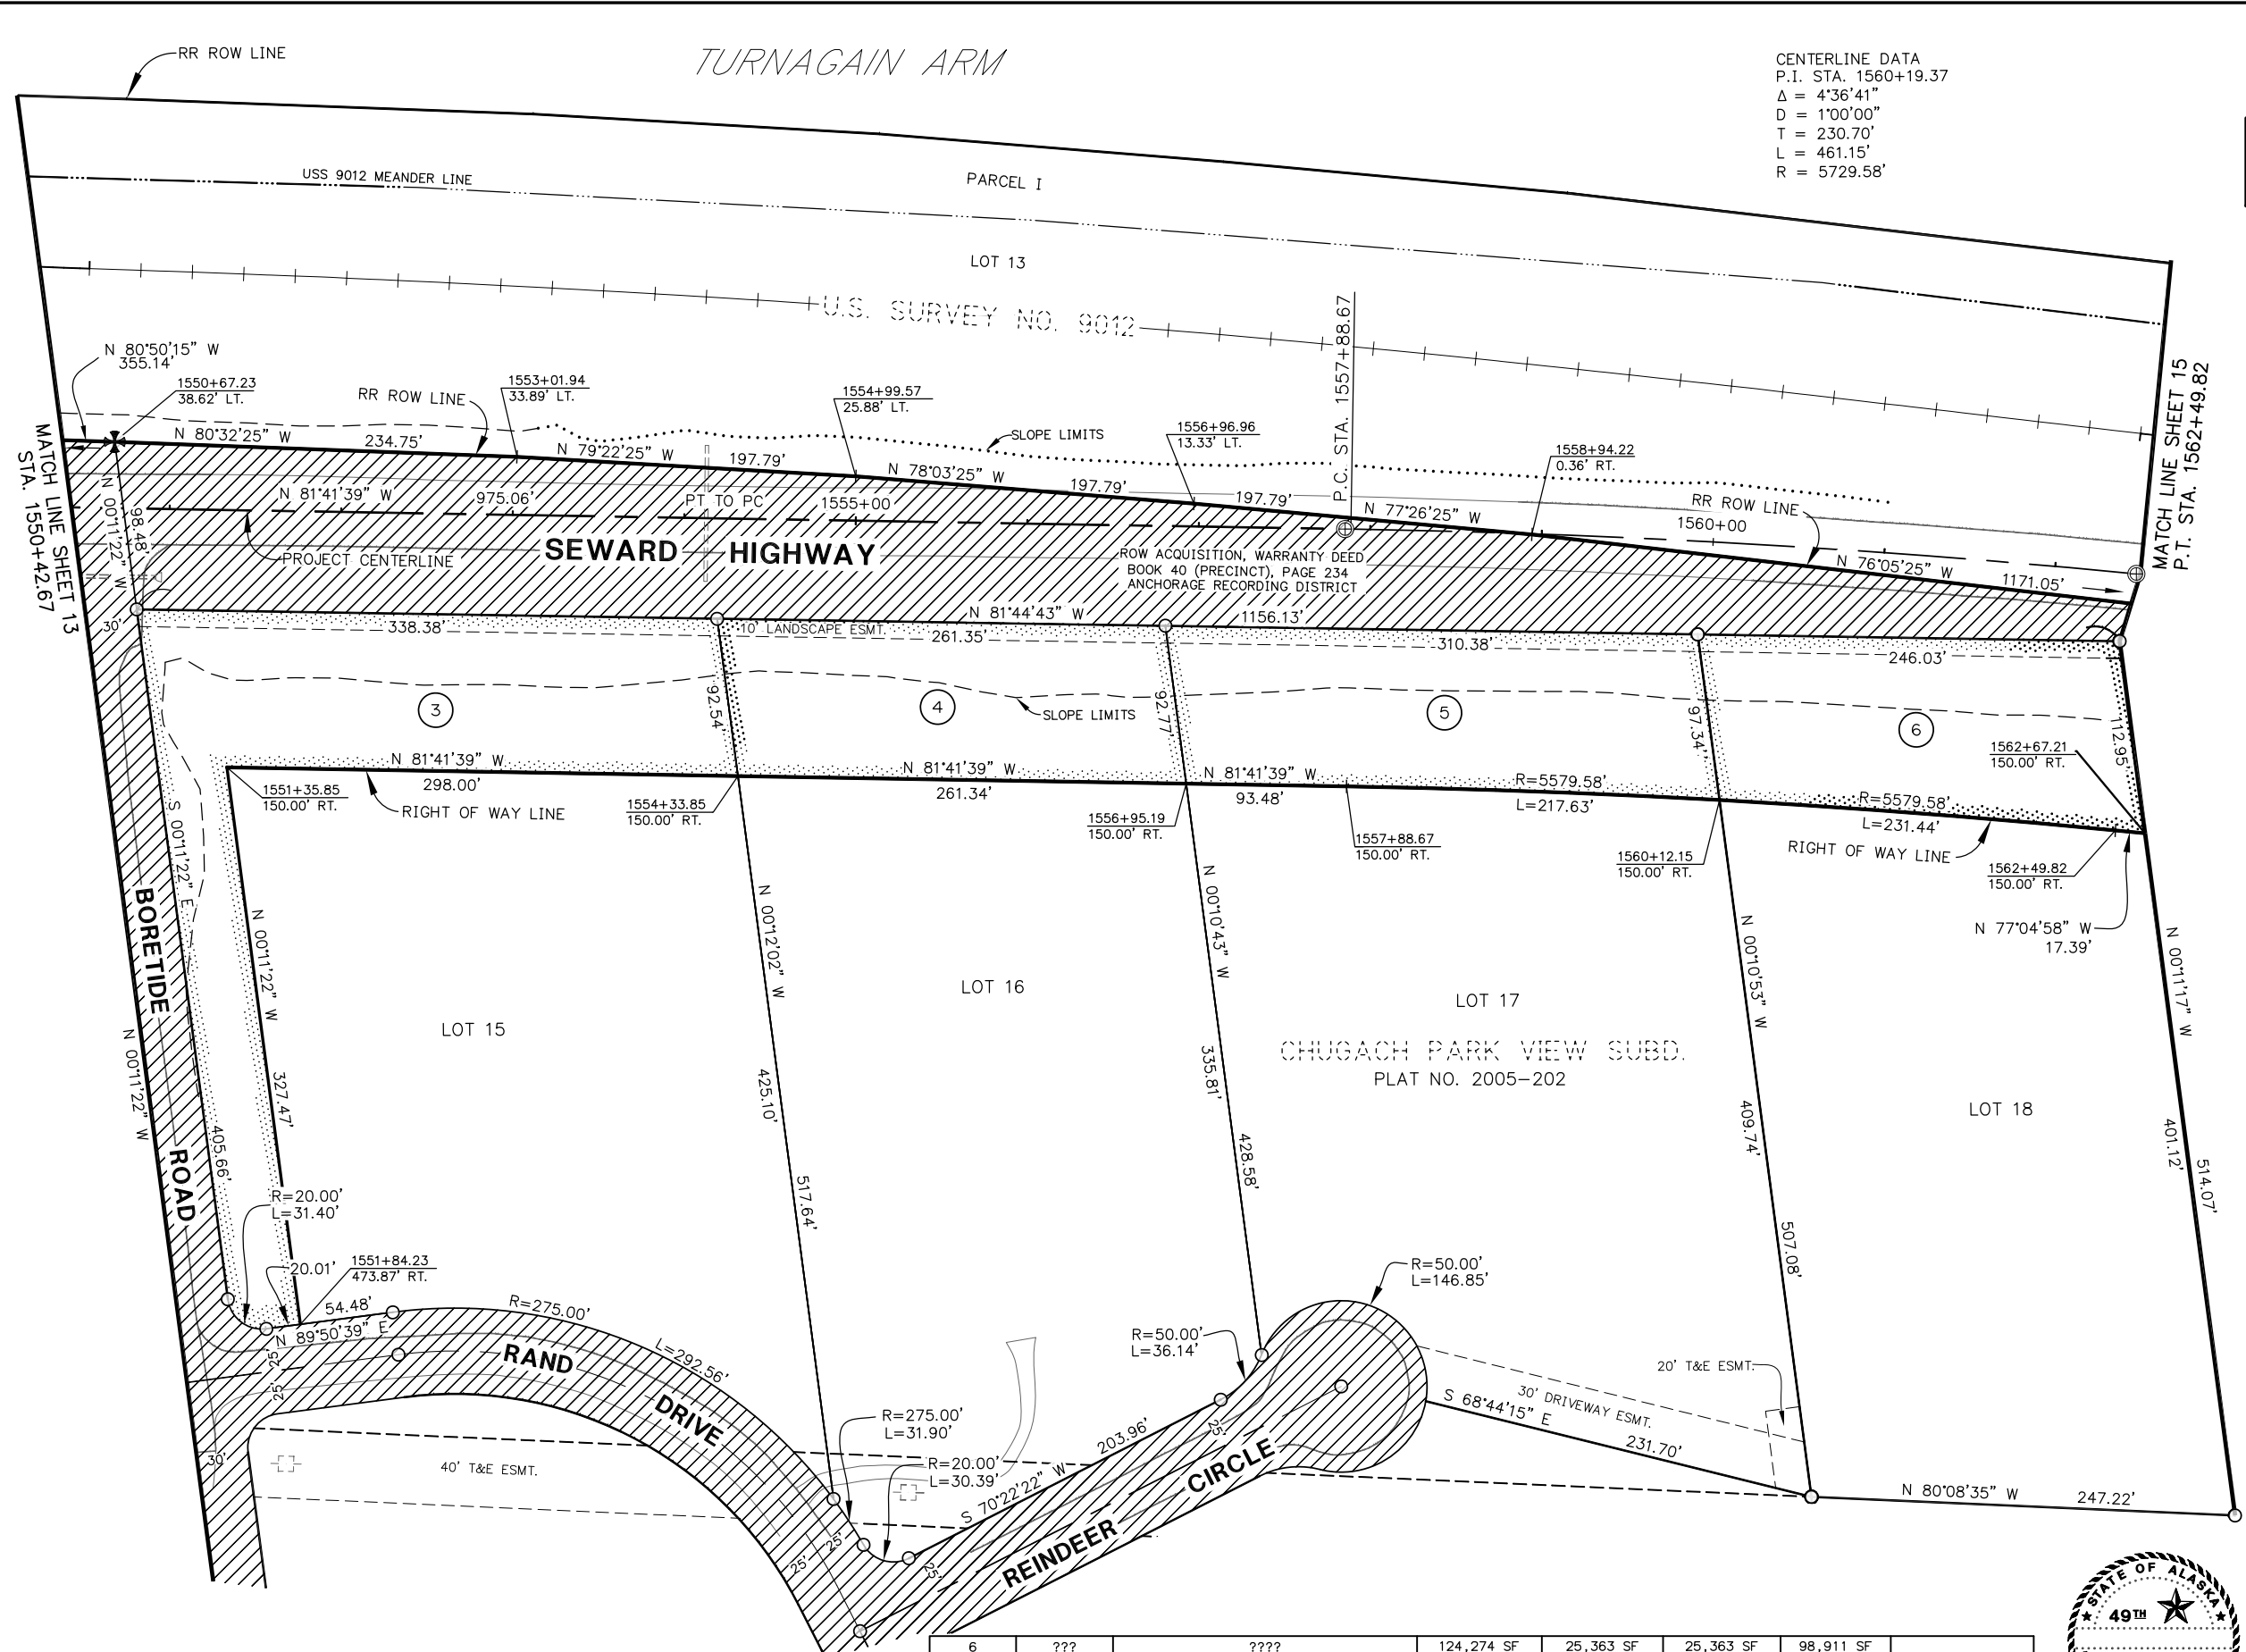 RR ROW LINE
TURNAGAIN ARM
CENTERLINE DATA
P.I. STA. 1560+19.37
Δ = 4°36'41"
D = 1°00'00"
T = 230.70'
L = 461.15'
R = 5729.58'
USS 9012 MEANDER LINE
PARCEL I
LOT 13
U.S. SURVEY NO. 9012
N 80°50'15" W
355.14'
1550+67.23
38.62' LT.
RR ROW LINE
1553+01.94
33.89' LT.
1554+99.57
25.88' LT.
1556+96.96
13.33' LT.
P.C. STA. 1557+88.67
1558+94.22
0.36' RT.
MATCH LINE SHEET 15
P.T. STA. 1562+49.82
MATCH LINE SHEET 13
STA. 1550+42.67
SLOPE LIMITS
N 80°32'25" W
234.75'
N 79°22'25" W
197.79'
N 78°03'25" W
197.79'
197.79'
N 77°26'25" W
RR ROW LINE
1560+00
N 76°05'25" W
1171.05'
N 00°11'22" W
98.48'
N 81°41'39" W
975.06'
PT TO PC
1555+00
PROJECT CENTERLINE
SEWARD HIGHWAY
ROW ACQUISITION, WARRANTY DEED
BOOK 40 (PRECINCT), PAGE 234
ANCHORAGE RECORDING DISTRICT
30'
338.38'
10' LANDSCAPE ESMT.
261.35'
N 81°44'43" W
1156.13'
310.38'
246.03'
3
92.54'
4
SLOPE LIMITS
92.77'
5
97.34'
6
112.95'
1562+67.21
150.00' RT.
N 81°41'39" W
298.00'
1551+35.85
150.00' RT.
RIGHT OF WAY LINE
1554+33.85
150.00' RT.
N 81°41'39" W
261.34'
1556+95.19
150.00' RT.
N 81°41'39" W
93.48'
1557+88.67
150.00' RT.
R=5579.58'
L=217.63'
1560+12.15
150.00' RT.
R=5579.58'
L=231.44'
RIGHT OF WAY LINE
1562+49.82
150.00' RT.
N 77°04'58" W
17.39'
BORETIDE ROAD
N 00°11'22" W
S 00°11'22" E
405.66'
N 00°11'22" W
327.47'
LOT 15
N 00°12'02" W
425.10'
517.64'
LOT 16
N 00°10'43" W
335.81'
428.58'
LOT 17
CHUGACH PARK VIEW SUBD.
PLAT NO. 2005-202
N 00°10'53" W
409.74'
507.08'
LOT 18
N 00°11'17" W
401.12'
514.07'
R=20.00'
L=31.40'
20.01'
1551+84.23
473.87' RT.
54.48'
N 89°50'39" E
25'
25'
R=275.00'
L=292.56'
RAND DRIVE
30'
40' T&E ESMT.
R=275.00'
L=31.90'
R=20.00'
L=30.39'
25'
25'
25'
S 70°22'22" W
203.96'
25'
REINDEER CIRCLE
R=50.00'
L=36.14'
R=50.00'
L=146.85'
20' T&E ESMT.
30' DRIVEWAY ESMT.
S 68°44'15" E
231.70'
N 80°08'35" W
247.22'
STATE OF ALASKA
49TH
6 ??? ???? 124,274 SF 25,363 SF 25,363 SF 98,911 SF